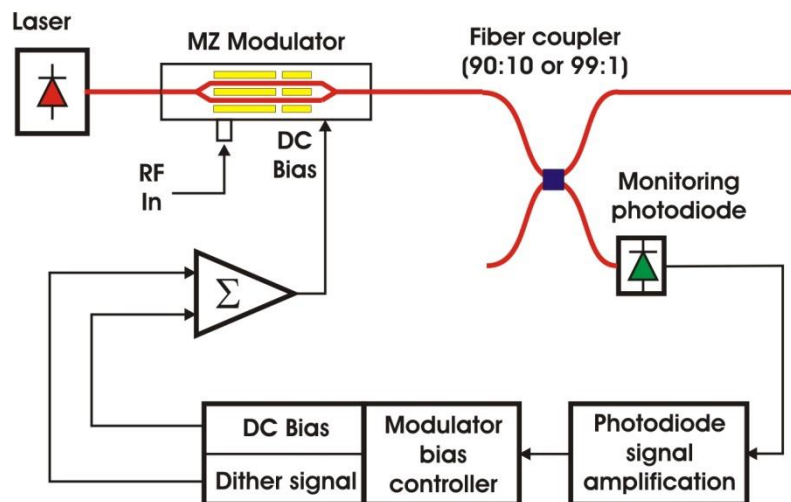 Laser
MZ Modulator
Fiber coupler
(90:10 or 99:1)
RF
In
DC
Bias
Monitoring
photodiode
Σ
DC Bias
Dither signal
Modulator
bias
controller
Photodiode
signal
amplification